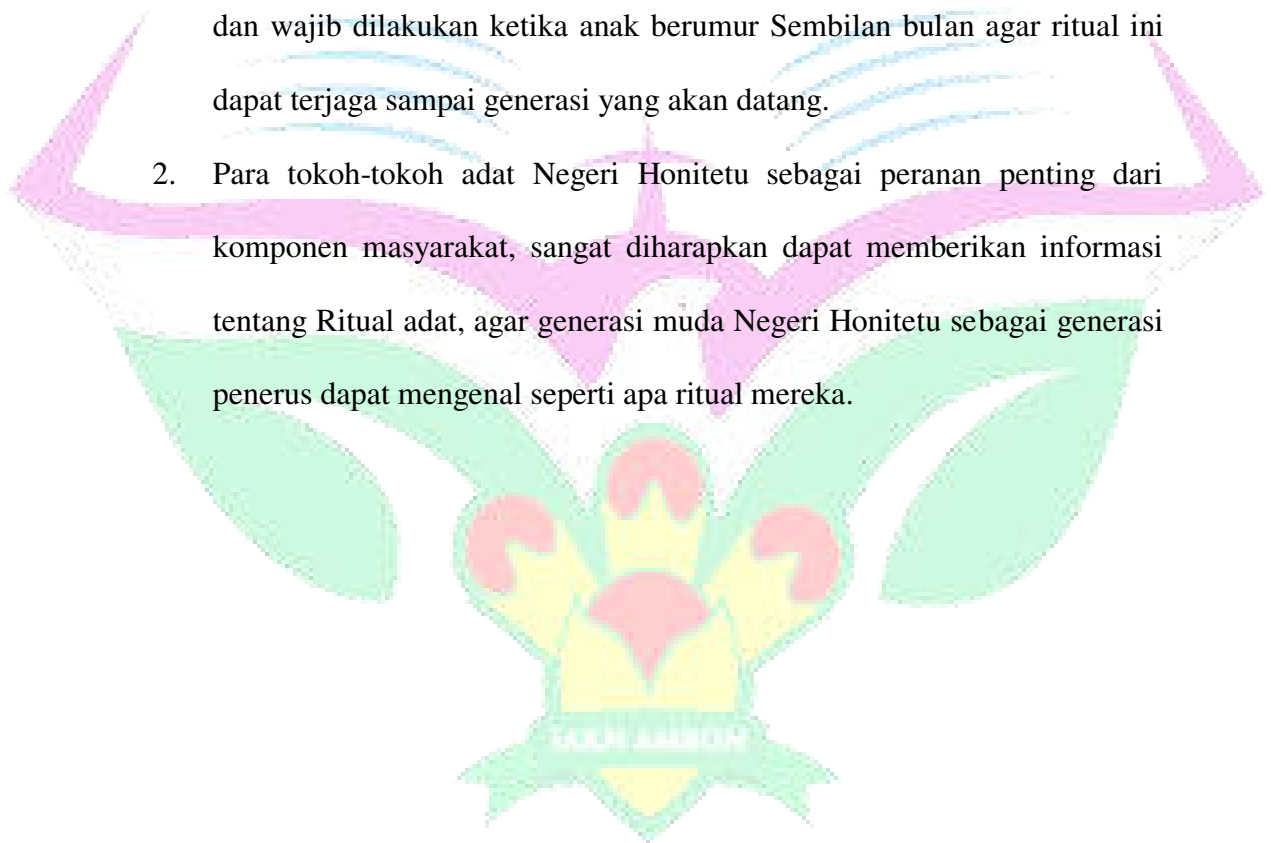 dan wajib dilakukan ketika anak berumur Sembilan bulan agar ritual ini
dapat terjaga sampai generasi yang akan datang.
2. Para tokoh-tokoh adat Negeri Honitetu sebagai peranan penting dari
komponen masyarakat, sangat diharapkan dapat memberikan informasi
tentang Ritual adat, agar generasi muda Negeri Honitetu sebagai generasi
penerus dapat mengenal seperti apa ritual mereka.
IAKN AMBON